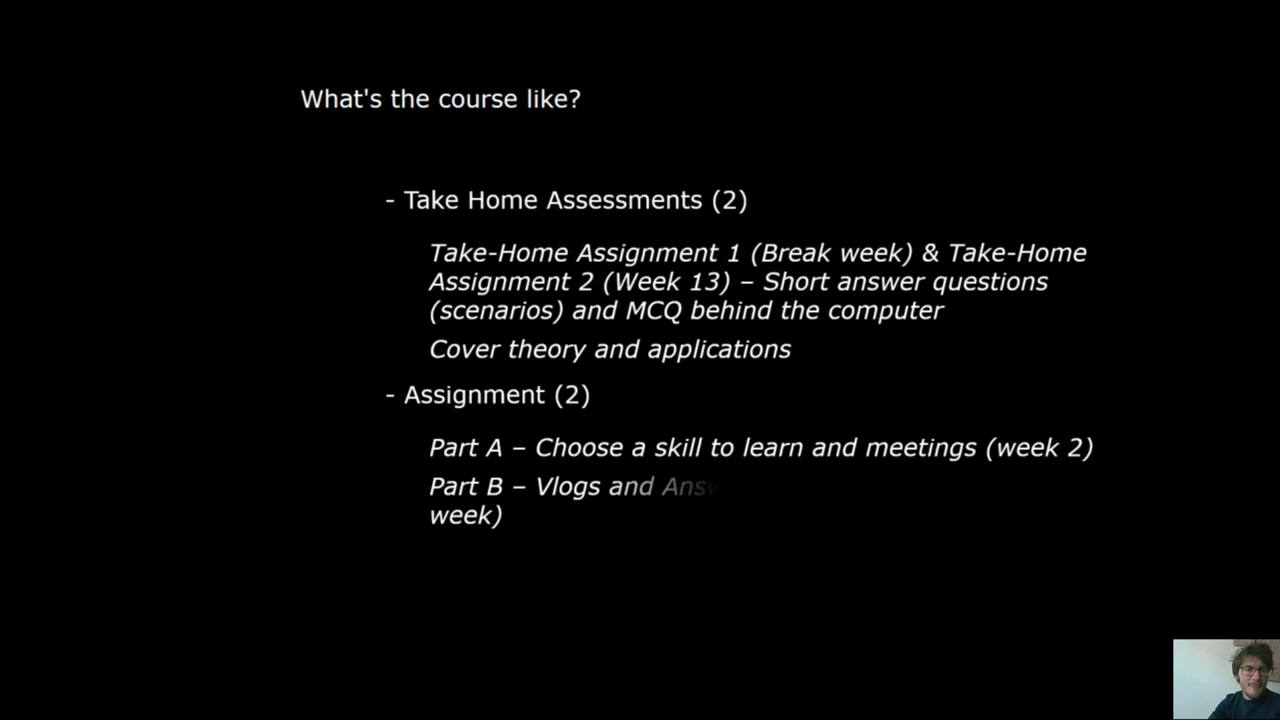 What's the course like?
- Take Home Assessments (2)
Take-Home Assignment 1 (Break week) & Take-Home
Assignment 2 (Week 13) – Short answer questions
(scenarios) and MCQ behind the computer
Cover theory and applications
- Assignment (2)
Part A – Choose a skill to learn and meetings (week 2)
Part B – Vlogs and
week)